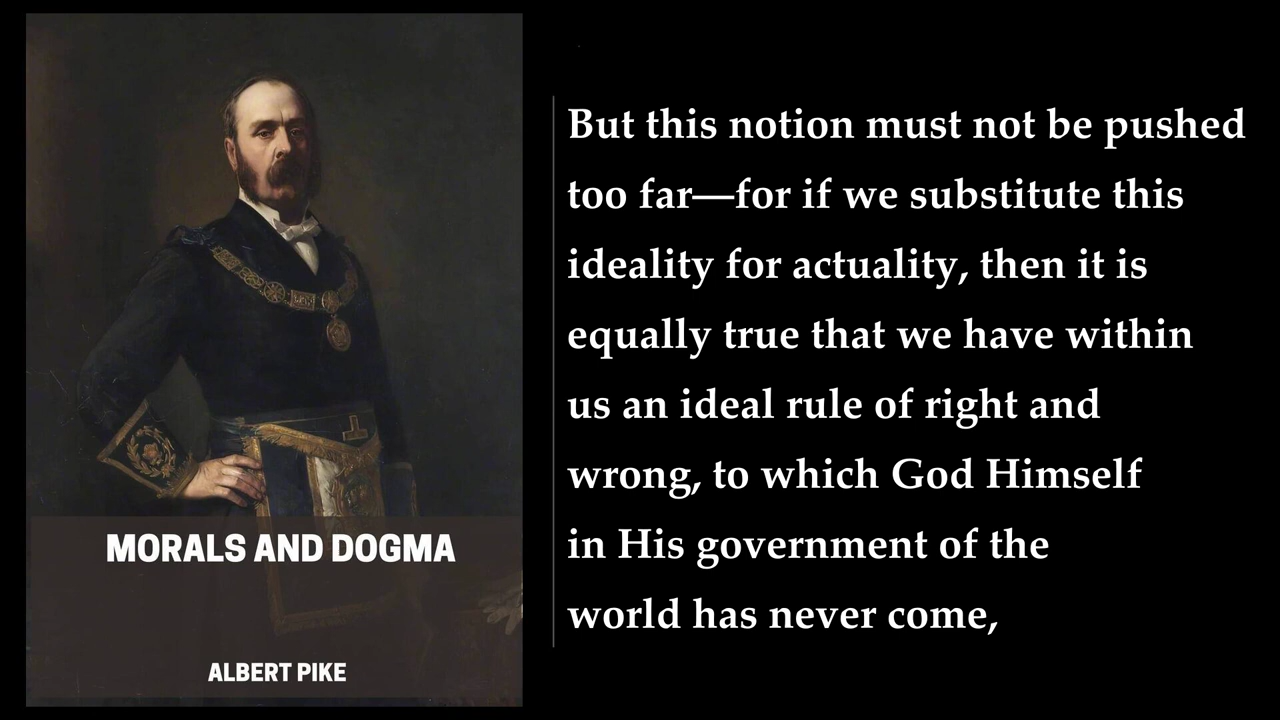 MORALS AND DOGMA
ALBERT PIKE
But this notion must not be pushed
too far—for if we substitute this
ideality for actuality, then it is
equally true that we have within
us an ideal rule of right and
wrong, to which God Himself
in His government of the
world has never come,